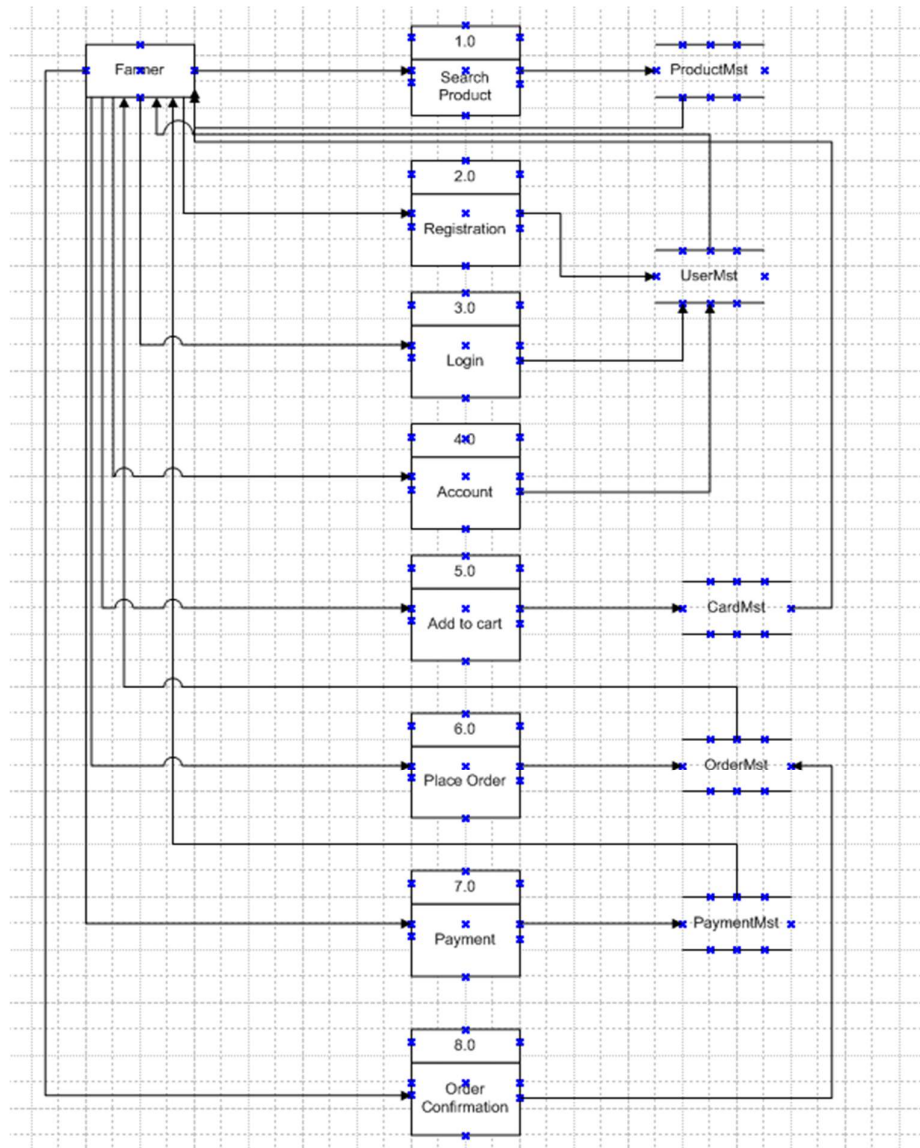 Farmer
1.0
Search
Product
ProductMst
2.0
Registration
UserMst
3.0
Login
4.0
Account
5.0
Add to cart
CardMst
6.0
Place Order
OrderMst
7.0
Payment
PaymentMst
8.0
Order
Confirmation